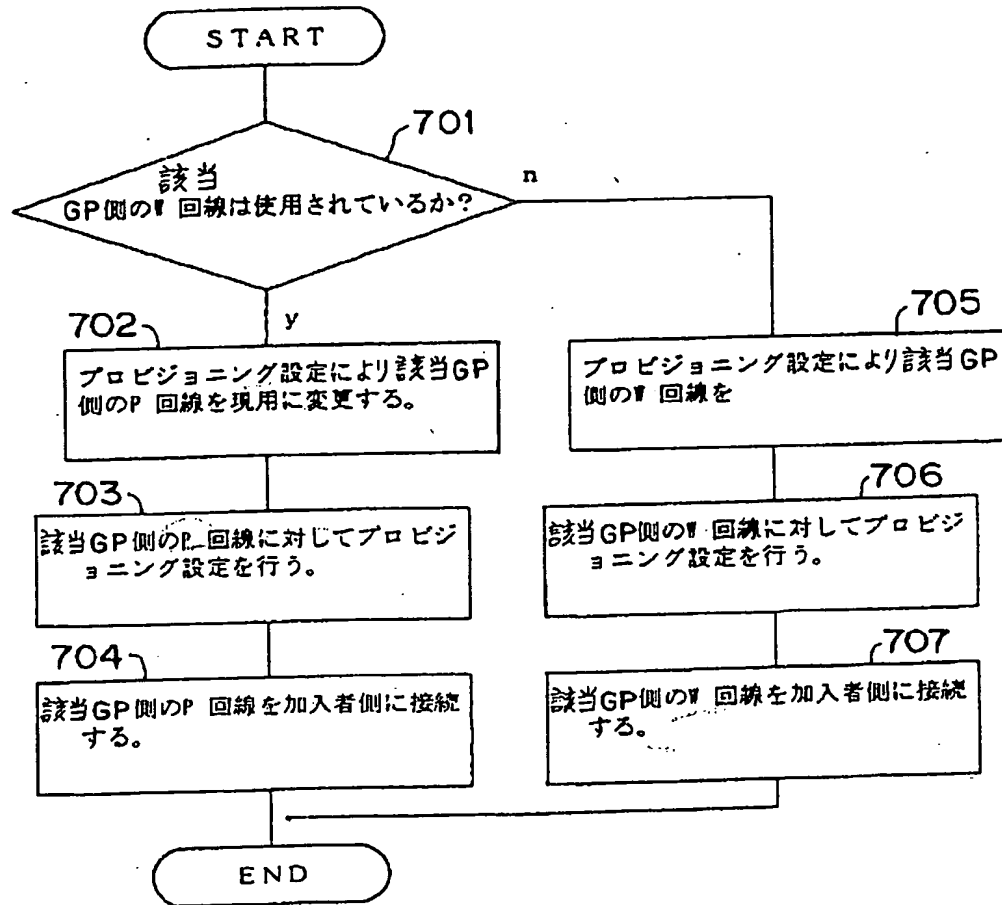 START
701
該当
GP側のW 回線は使用されているか?
n
y
702
プロビジョニング設定により該当GP
側のP 回線を現用に変更する。
703
該当GP側のP 回線に対してプロビジ
ョニング設定を行う。
704
該当GP側のP 回線を加入者側に接続
する。
705
プロビジョニング設定により該当GP
側のW 回線を
706
該当GP側のW 回線に対してプロビジ
ョニング設定を行う。
707
該当GP側のW 回線を加入者側に接続
する。
END